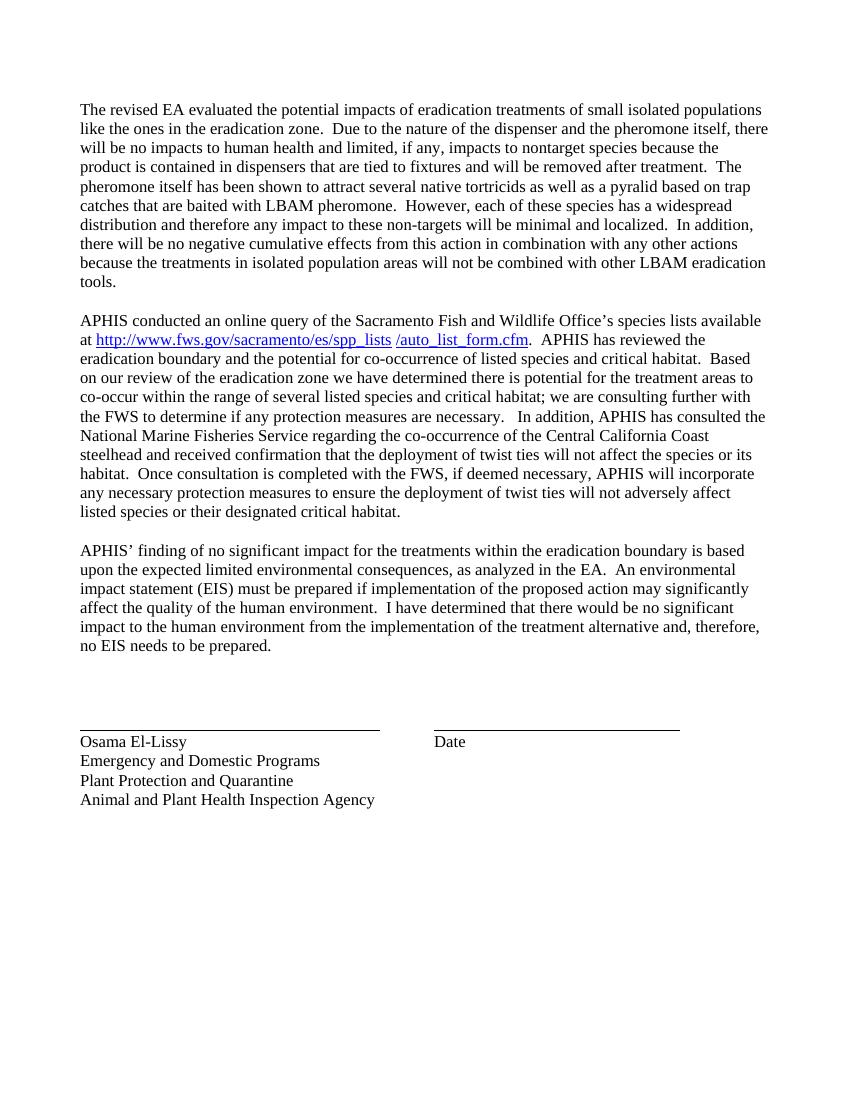 The revised EA evaluated the potential impacts of eradication treatments of small isolated populations
like the ones in the eradication zone.  Due to the nature of the dispenser and the pheromone itself, there
will be no impacts to human health and limited, if any, impacts to nontarget species because the
product is contained in dispensers that are tied to fixtures and will be removed after treatment.  The
pheromone itself has been shown to attract several native tortricids as well as a pyralid based on trap
catches that are baited with LBAM pheromone.  However, each of these species has a widespread
distribution and therefore any impact to these non-targets will be minimal and localized.  In addition,
there will be no negative cumulative effects from this action in combination with any other actions
because the treatments in isolated population areas will not be combined with other LBAM eradication
tools.
APHIS conducted an online query of the Sacramento Fish and Wildlife Office’s species lists available
at http://www.fws.gov/sacramento/es/spp_lists /auto_list_form.cfm.  APHIS has reviewed the
eradication boundary and the potential for co-occurrence of listed species and critical habitat.  Based
on our review of the eradication zone we have determined there is potential for the treatment areas to
co-occur within the range of several listed species and critical habitat; we are consulting further with
the FWS to determine if any protection measures are necessary.   In addition, APHIS has consulted the
National Marine Fisheries Service regarding the co-occurrence of the Central California Coast
steelhead and received confirmation that the deployment of twist ties will not affect the species or its
habitat.  Once consultation is completed with the FWS, if deemed necessary, APHIS will incorporate
any necessary protection measures to ensure the deployment of twist ties will not adversely affect
listed species or their designated critical habitat.
APHIS’ finding of no significant impact for the treatments within the eradication boundary is based
upon the expected limited environmental consequences, as analyzed in the EA.  An environmental
impact statement (EIS) must be prepared if implementation of the proposed action may significantly
affect the quality of the human environment.  I have determined that there would be no significant
impact to the human environment from the implementation of the treatment alternative and, therefore,
no EIS needs to be prepared.
Osama El-Lissy
Date
Emergency and Domestic Programs
Plant Protection and Quarantine
Animal and Plant Health Inspection Agency